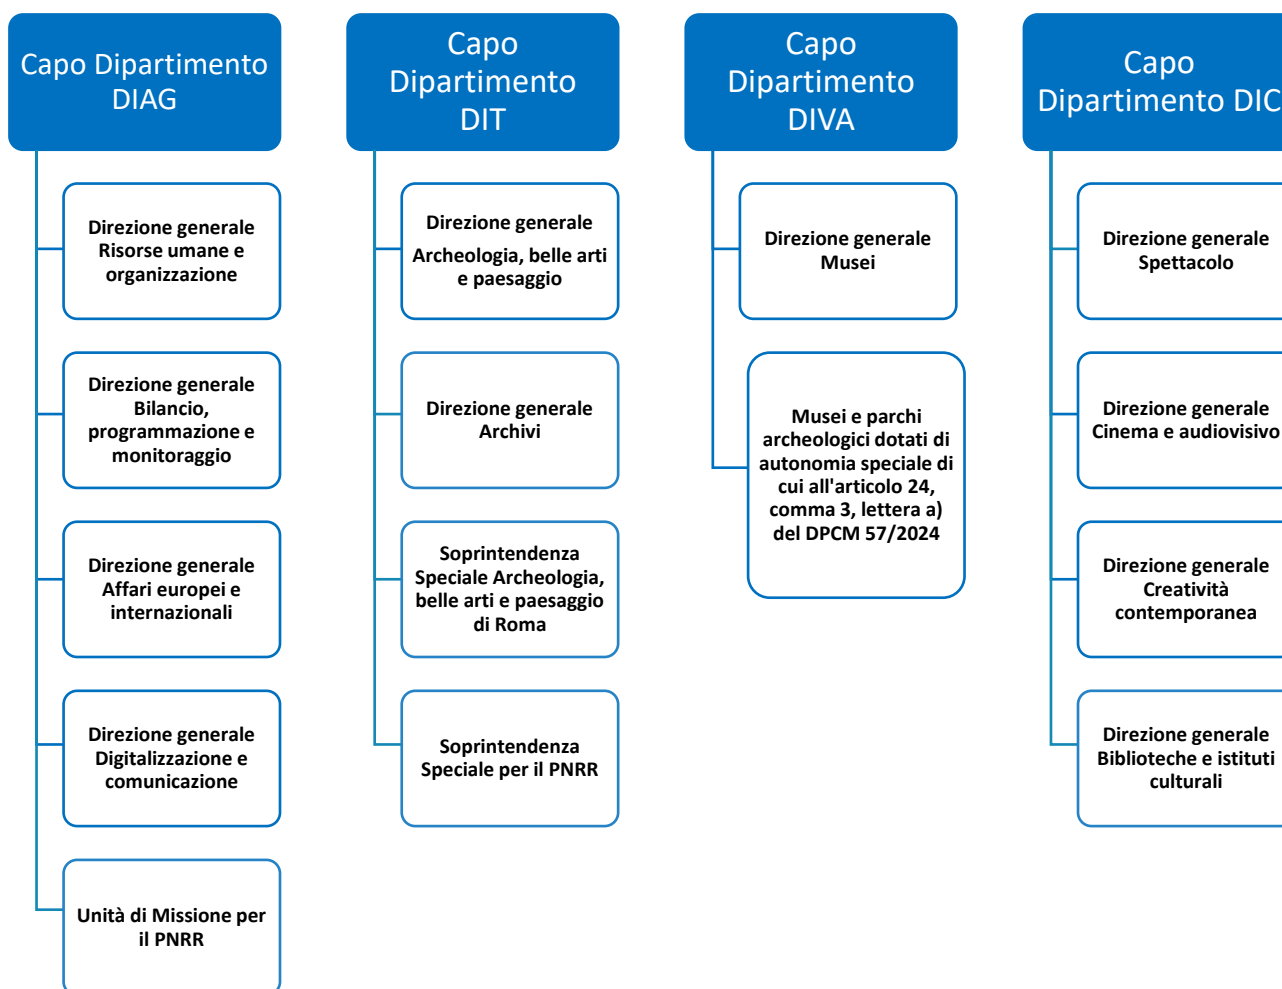 Capo Dipartimento
DIAG
Direzione generale
Risorse umane e
organizzazione
Direzione generale
Bilancio,
programmazione e
monitoraggio
Direzione generale
Affari europei e
internazionali
Direzione generale
Digitalizzazione e
comunicazione
Unità di Missione per
il PNRR
Capo
Dipartimento
DIT
Direzione generale
Archeologia, belle arti
e paesaggio
Direzione generale
Archivi
Soprintendenza
Speciale Archeologia,
belle arti e paesaggio
di Roma
Soprintendenza
Speciale per il PNRR
Capo
Dipartimento
DIVA
Direzione generale
Musei
Musei e parchi
archeologici dotati di
autonomia speciale di
cui all'articolo 24,
comma 3, lettera a)
del DPCM 57/2024
Capo
Dipartimento DIC
Direzione generale
Spettacolo
Direzione generale
Cinema e audiovisivo
Direzione generale
Creatività
contemporanea
Direzione generale
Biblioteche e istituti
culturali